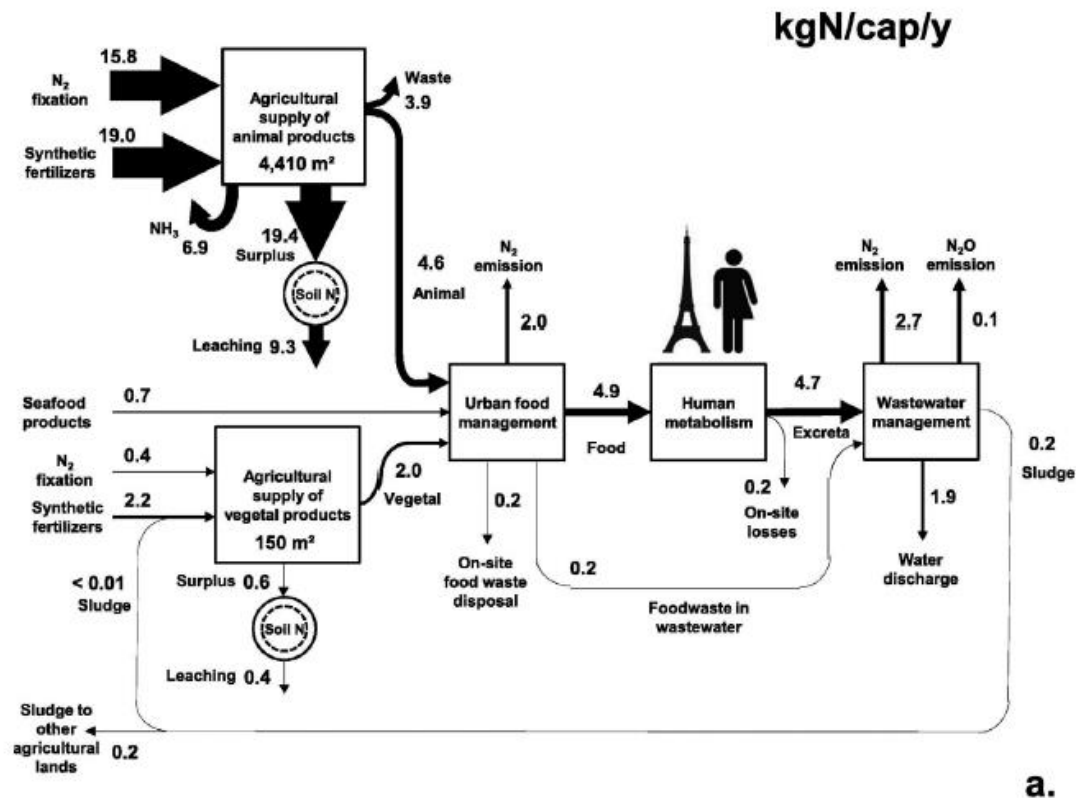 kgN/cap/y
15.8
N₂
fixation
19.0
Synthetic
fertilizers
Agricultural
supply of
animal products
4,410 m²
Waste
3.9
NH₃
6.9
19.4
Surplus
Soil N
Leaching 9.3
4.6
Animal
N₂
emission
2.0
N₂
emission
2.7
N₂O
emission
0.1
Seafood
products
0.7
Urban food
management
4.9
Food
Human
metabolism
4.7
Excreta
Wastewater
management
0.2
Sludge
N₂
fixation
0.4
Synthetic
fertilizers
2.2
Agricultural
supply of
vegetal products
150 m²
2.0
Vegetal
0.2
On-site
food waste
disposal
0.2
On-site
losses
1.9
Water
discharge
0.2
Foodwaste in
wastewater
< 0.01
Sludge
Surplus 0.6
Soil N
Leaching 0.4
Sludge to
other
agricultural
lands
0.2
a.